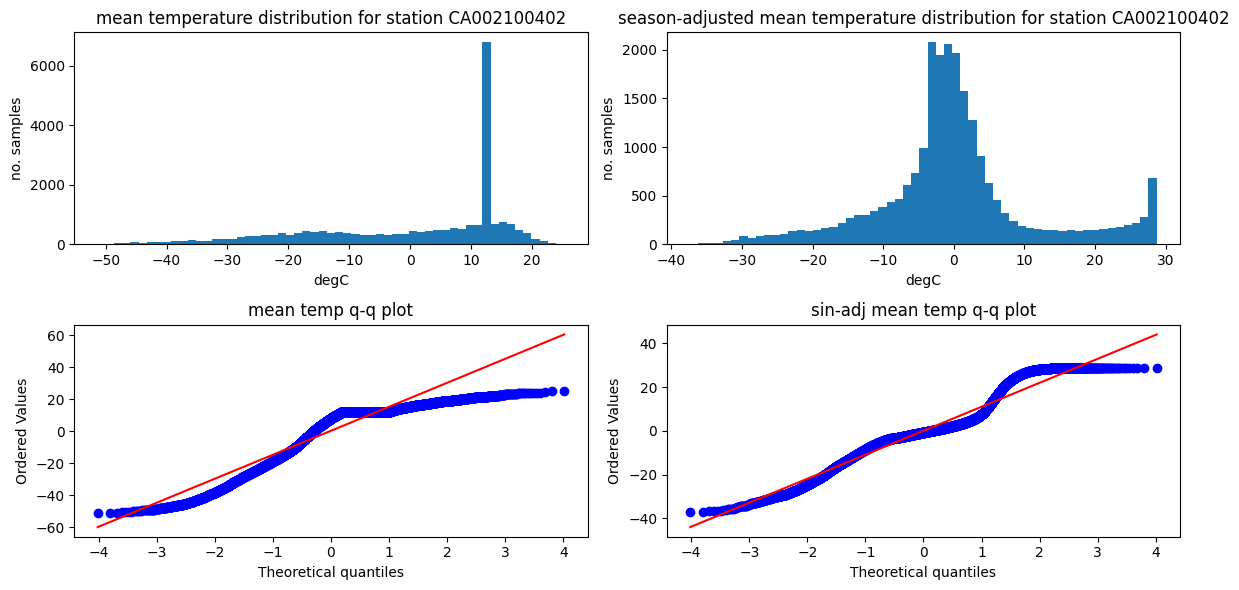 mean temperature distribution for station CA002100402
no. samples
6000
4000
2000
0
−50 −40 −30 −20 −10 0 10 20
degC
season-adjusted mean temperature distribution for station CA002100402
no. samples
2000
1500
1000
500
0
−40 −30 −20 −10 0 10 20 30
degC
mean temp q-q plot
Ordered Values
60
40
20
0
−20
−40
−60
−4 −3 −2 −1 0 1 2 3 4
Theoretical quantiles
sin-adj mean temp q-q plot
Ordered Values
40
20
0
−20
−40
−4 −3 −2 −1 0 1 2 3 4
Theoretical quantiles